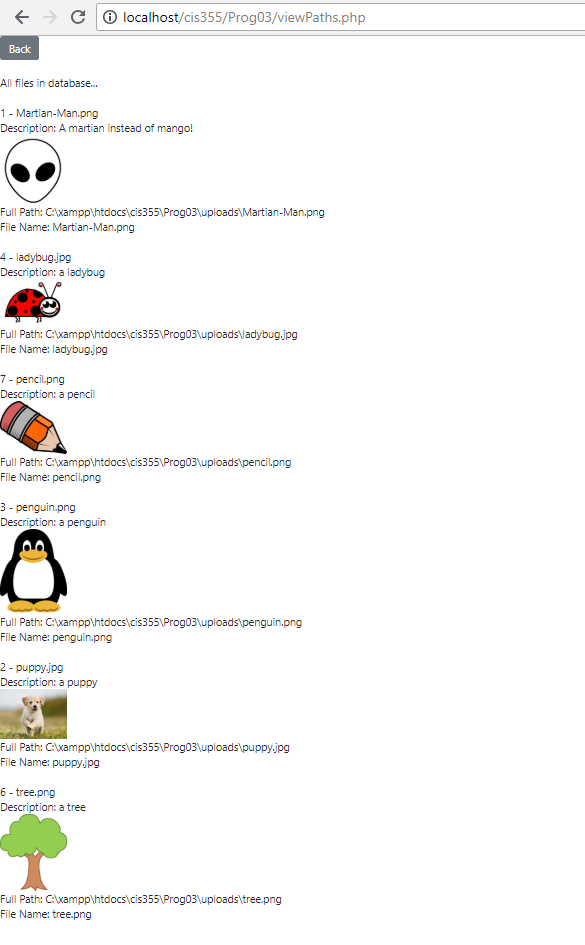 localhost/cis355/Prog03/viewPaths.php
Back
All files in database...
1 - Martian-Man.png
Description: A martian instead of mango!
Full Path: C:\xampp\htdocs\cis355\Prog03\uploads\Martian-Man.png
File Name: Martian-Man.png
4 - ladybug.jpg
Description: a ladybug
Full Path: C:\xampp\htdocs\cis355\Prog03\uploads\ladybug.jpg
File Name: ladybug.jpg
7 - pencil.png
Description: a pencil
Full Path: C:\xampp\htdocs\cis355\Prog03\uploads\pencil.png
File Name: pencil.png
3 - penguin.png
Description: a penguin
Full Path: C:\xampp\htdocs\cis355\Prog03\uploads\penguin.png
File Name: penguin.png
2 - puppy.jpg
Description: a puppy
Full Path: C:\xampp\htdocs\cis355\Prog03\uploads\puppy.jpg
File Name: puppy.jpg
6 - tree.png
Description: a tree
Full Path: C:\xampp\htdocs\cis355\Prog03\uploads\tree.png
File Name: tree.png